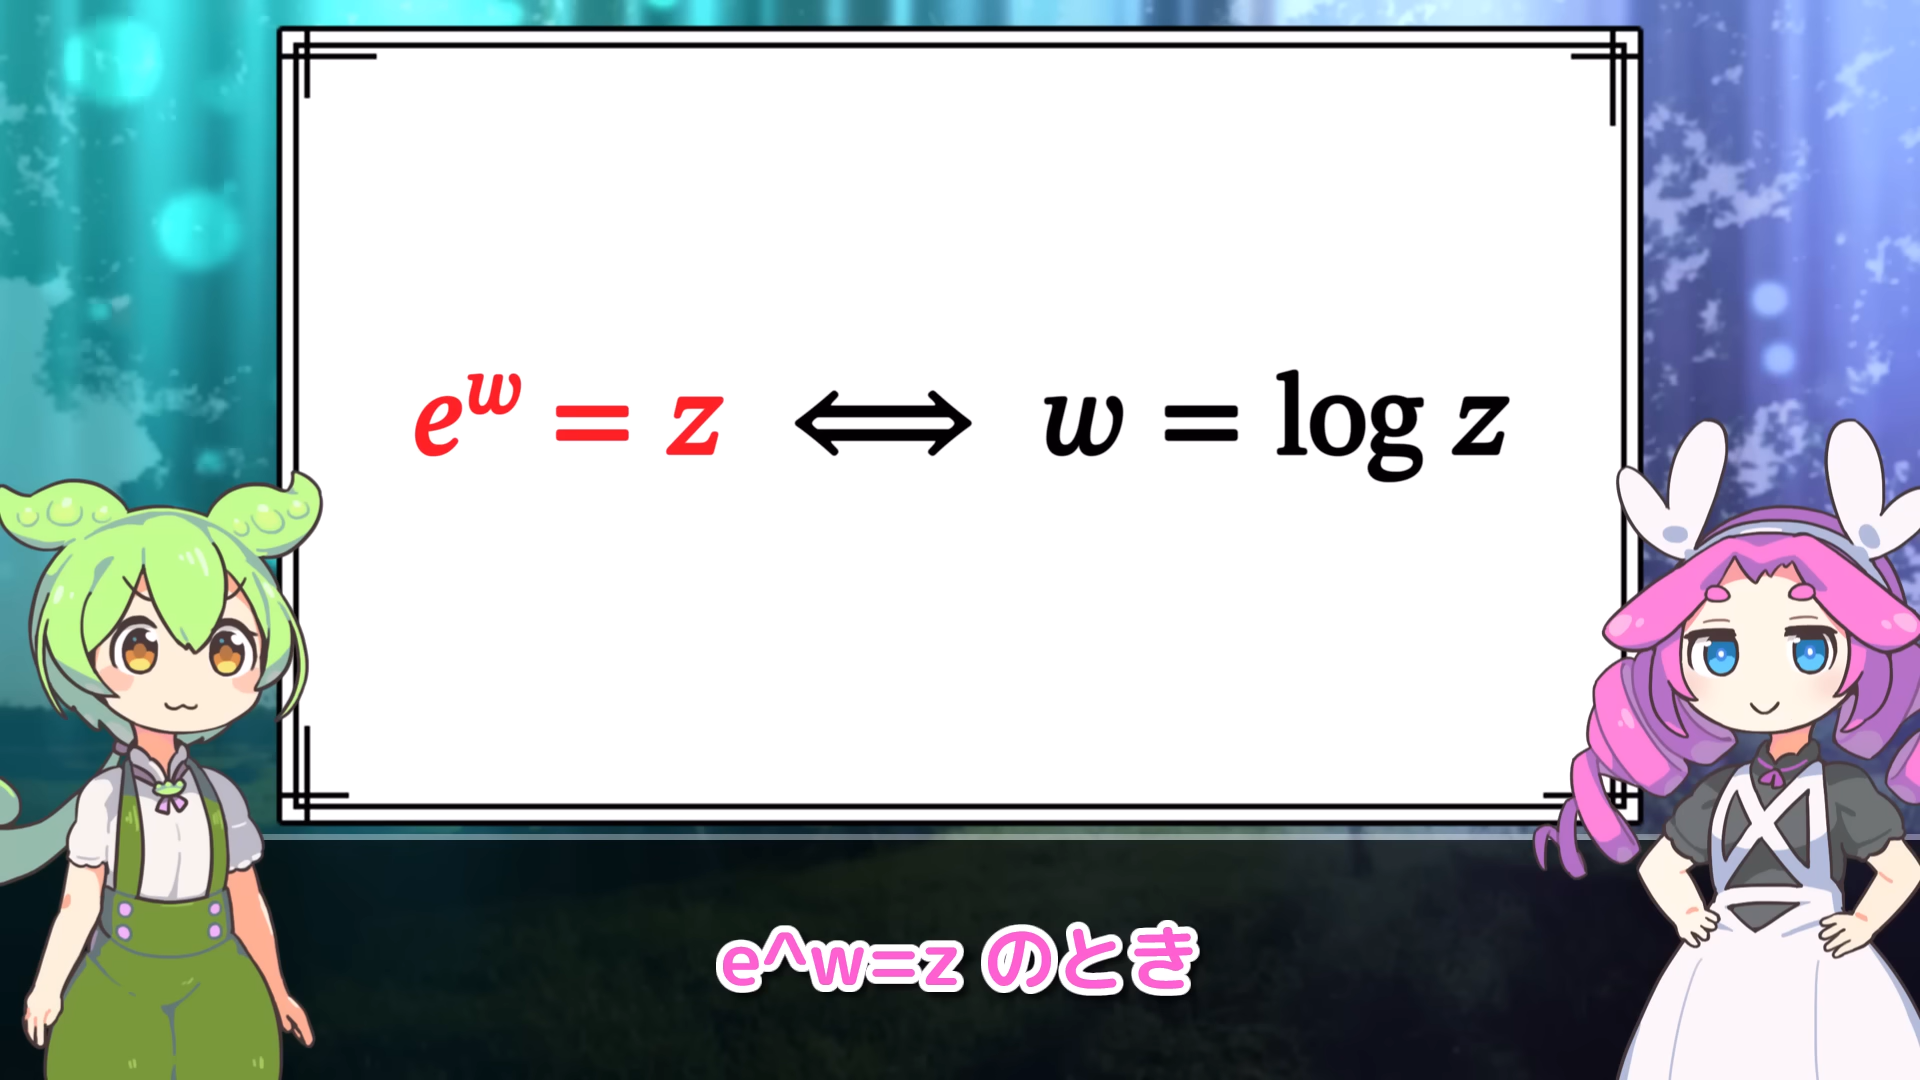 e^w = z ⟺ w = log z
e^w=z のとき